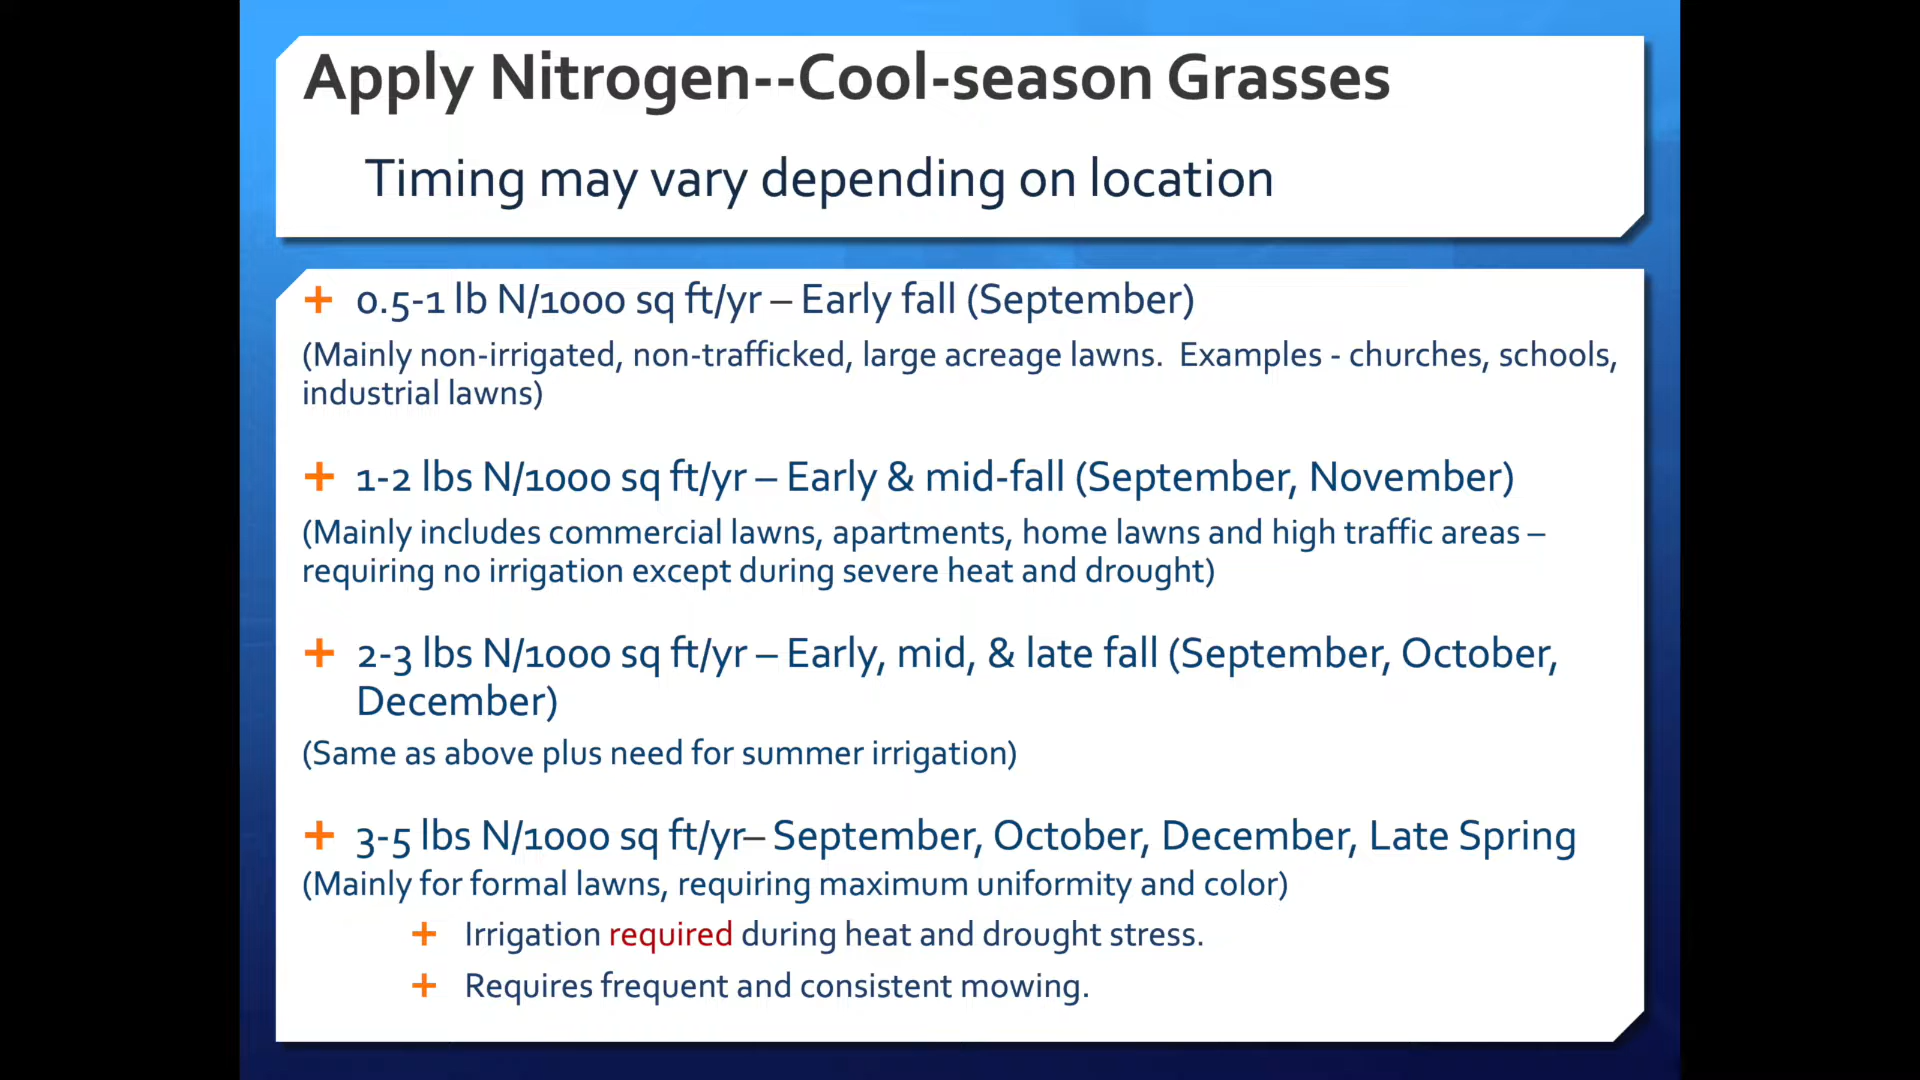 Apply Nitrogen--Cool-season Grasses
Timing may vary depending on location
0.5-1 lb N/1000 sq ft/yr – Early fall (September)
(Mainly non-irrigated, non-trafficked, large acreage lawns.  Examples - churches, schools,
industrial lawns)
1-2 lbs N/1000 sq ft/yr – Early & mid-fall (September, November)
(Mainly includes commercial lawns, apartments, home lawns and high traffic areas –
requiring no irrigation except during severe heat and drought)
2-3 lbs N/1000 sq ft/yr – Early, mid, & late fall (September, October,
December)
(Same as above plus need for summer irrigation)
3-5 lbs N/1000 sq ft/yr– September, October, December, Late Spring
(Mainly for formal lawns, requiring maximum uniformity and color)
Irrigation required during heat and drought stress.
Requires frequent and consistent mowing.